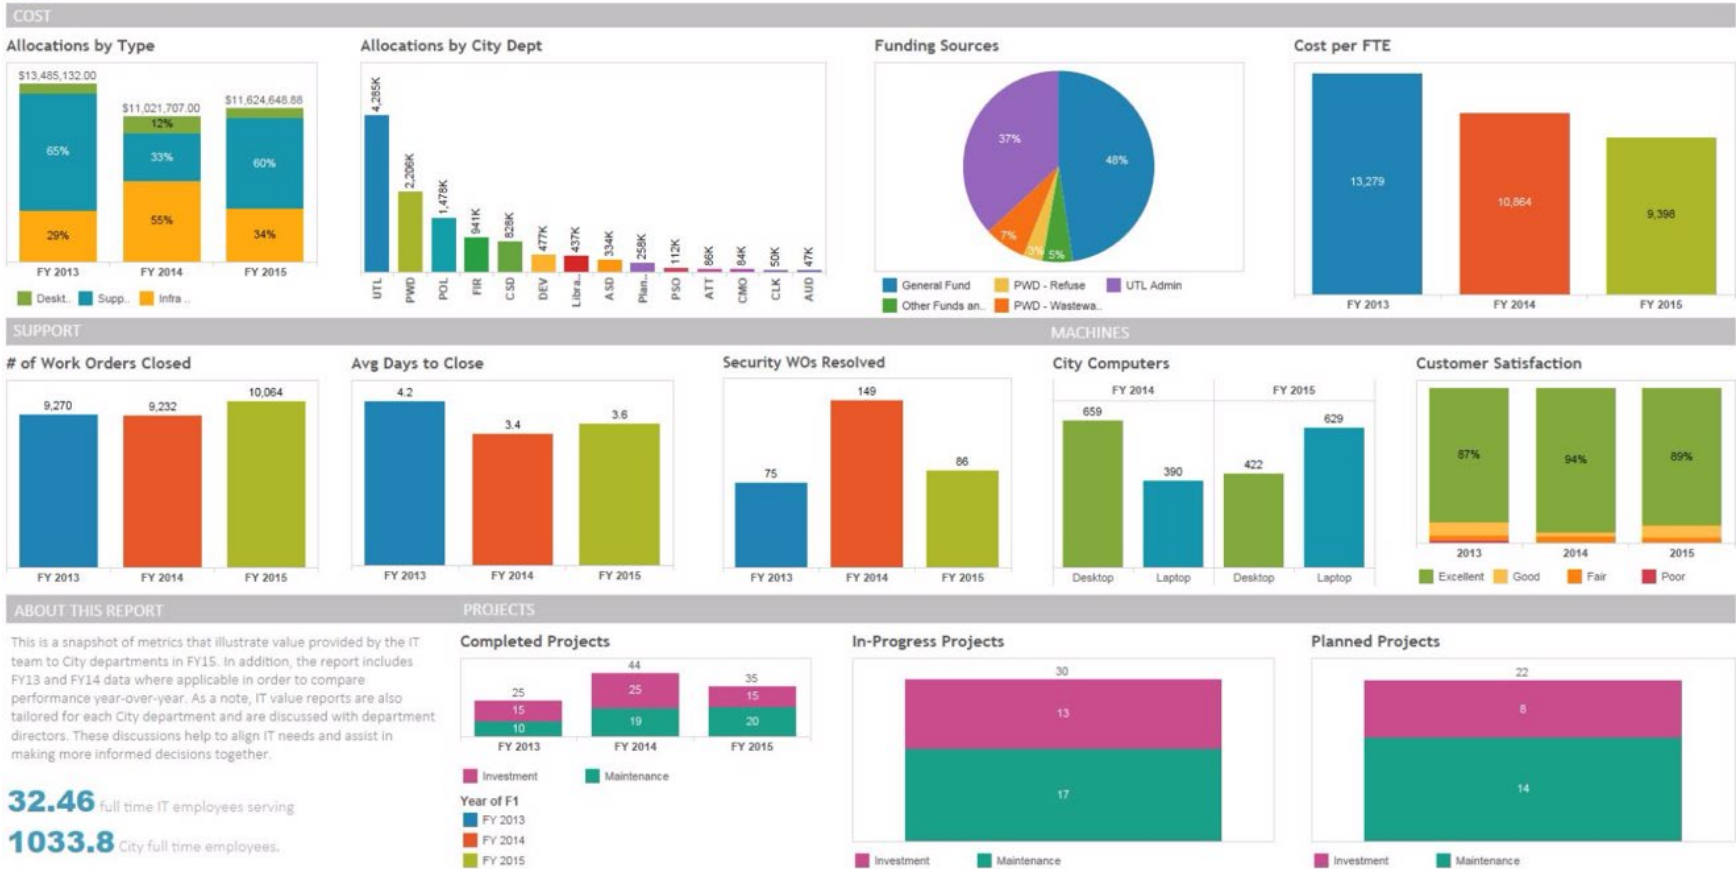 COST
Allocations by Type
$13,485,132.00
$11,021,707.00
$11,624,648.88
12%
65%
33%
60%
55%
29%
34%
FY 2013
FY 2014
FY 2015
Deskt..
Supp..
Infra ..
Allocations by City Dept
4,285K
2,206K
1,478K
941K
828K
477K
437K
334K
258K
112K
86K
84K
50K
47K
UTL
PWD
POL
FIR
CSD
DEV
Libra..
ASD
Plan..
PSO
ATT
CMO
CLK
AUD
Funding Sources
37%
48%
7%
3%
5%
General Fund
PWD - Refuse
UTL Admin
Other Funds an..
PWD - Wastewa..
Cost per FTE
13,279
10,864
9,398
FY 2013
FY 2014
FY 2015
SUPPORT
# of Work Orders Closed
9,270
9,232
10,064
FY 2013
FY 2014
FY 2015
Avg Days to Close
4.2
3.4
3.6
FY 2013
FY 2014
FY 2015
Security WOs Resolved
75
149
86
FY 2013
FY 2014
FY 2015
MACHINES
City Computers
FY 2014
FY 2015
659
390
422
629
Desktop
Laptop
Desktop
Laptop
Customer Satisfaction
87%
94%
89%
2013
2014
2015
Excellent
Good
Fair
Poor
ABOUT THIS REPORT
This is a snapshot of metrics that illustrate value provided by the IT
team to City departments in FY15. In addition, the report includes
FY13 and FY14 data where applicable in order to compare
performance year-over-year. As a note, IT value reports are also
tailored for each City department and are discussed with department
directors. These discussions help to align IT needs and assist in
making more informed decisions together.
32.46 full time IT employees serving
1033.8 City full time employees.
PROJECTS
Completed Projects
25
44
35
15
25
15
10
19
20
FY 2013
FY 2014
FY 2015
Investment
Maintenance
Year of F1
FY 2013
FY 2014
FY 2015
In-Progress Projects
30
13
17
Investment
Maintenance
Planned Projects
22
8
14
Investment
Maintenance